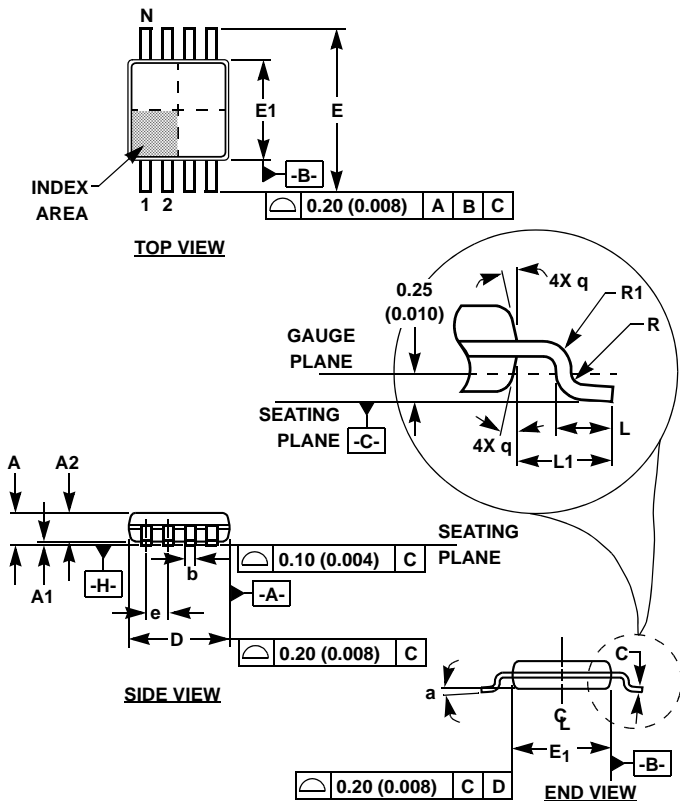 N
E1
E
-B-
INDEX
AREA
1 2
0.20 (0.008) A B C
TOP VIEW
4X q
0.25
(0.010)
R1
R
GAUGE
PLANE
SEATING
PLANE
-C-
4X q
L
L1
A
A2
SEATING
PLANE
0.10 (0.004) C
-H-
b
A1
-A-
e
D
0.20 (0.008) C
SIDE VIEW
C
a
CL
E1
-B-
0.20 (0.008) C D
END VIEW